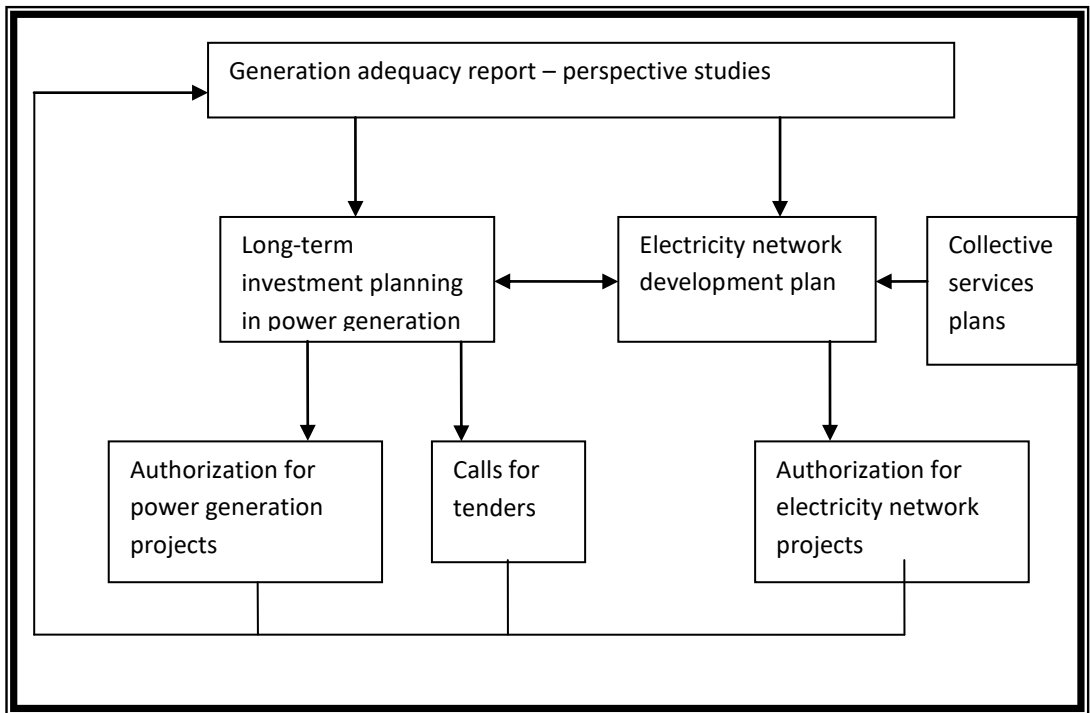 Generation adequacy report – perspective studies
Long-term
investment planning
in power generation
Electricity network
development plan
Collective
services
plans
Authorization for
power generation
projects
Calls for
tenders
Authorization for
electricity network
projects